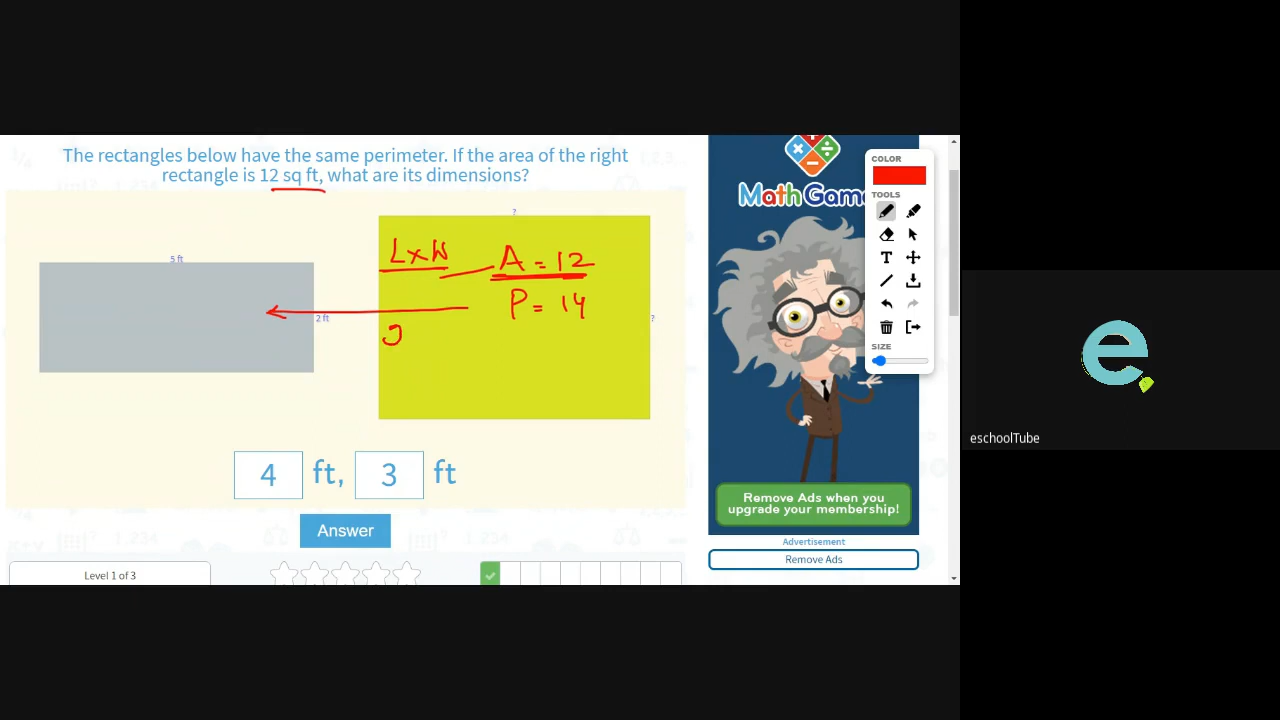 The rectangles below have the same perimeter. If the area of the right
rectangle is 12 sq ft, what are its dimensions?
?
5 ft
2 ft
?
L x W
A = 12
P = 14
4 ft, 3 ft
Answer
Level 1 of 3
Math Game
Remove Ads when you
upgrade your membership!
Advertisement
Remove Ads
COLOR
TOOLS
T
SIZE
e
eschoolTube